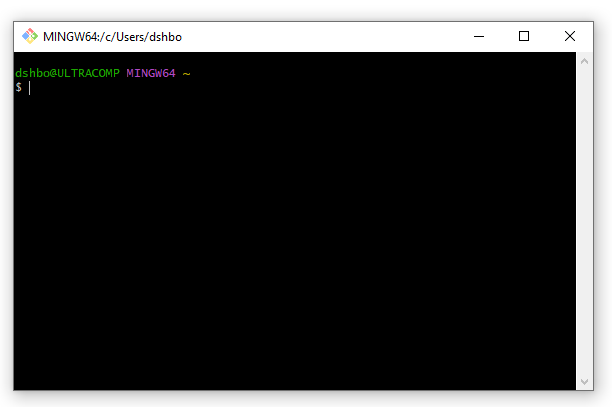 MINGW64:/c/Users/dshbo
dshbo@ULTRACOMP MINGW64 ~
$